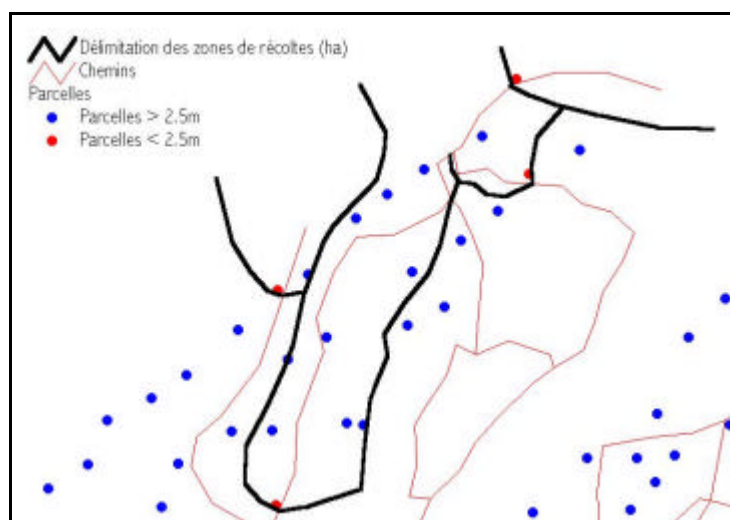 Délimitation des zones de récoltes (ha)
Chemins
Parcelles
Parcelles > 2.5m
Parcelles < 2.5m